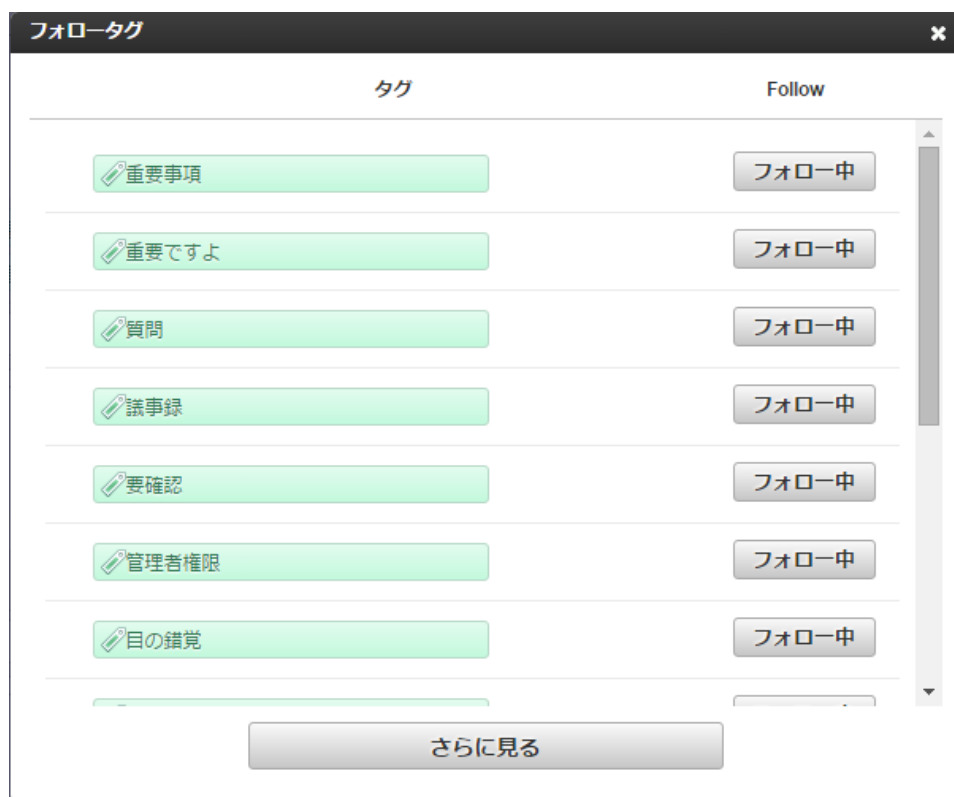 フォロータグ
タグ Follow
重要事項 フォロー中
重要ですよ フォロー中
質問 フォロー中
議事録 フォロー中
要確認 フォロー中
管理者権限 フォロー中
目の錯覚 フォロー中
さらに見る